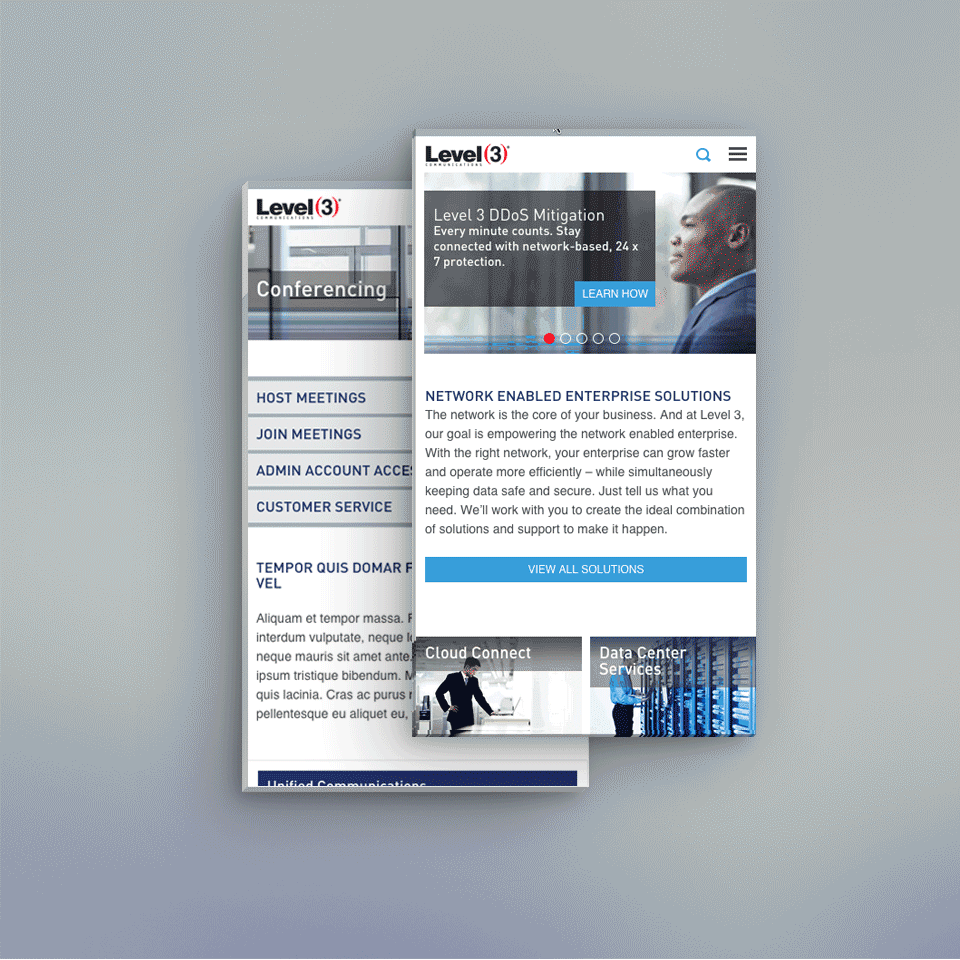 Level(3)
COMMUNICATIONS
Conferencing
HOST MEETINGS
JOIN MEETINGS
ADMIN ACCOUNT ACCES
CUSTOMER SERVICE
TEMPOR QUIS DOMAR F
VEL
Aliquam et tempor massa.
interdum vulputate, neque
neque mauris sit amet ante.
ipsum tristique bibendum. M
quis lacinia. Cras ac purus
pellentesque eu aliquet eu,
Unified Communications
Level(3)
COMMUNICATIONS
Level 3 DDoS Mitigation
Every minute counts. Stay
connected with network-based, 24 x
7 protection.
LEARN HOW
NETWORK ENABLED ENTERPRISE SOLUTIONS
The network is the core of your business. And at Level 3,
our goal is empowering the network enabled enterprise.
With the right network, your enterprise can grow faster
and operate more efficiently – while simultaneously
keeping data safe and secure. Just tell us what you
need. We'll work with you to create the ideal combination
of solutions and support to make it happen.
VIEW ALL SOLUTIONS
Cloud Connect
Data Center
Services